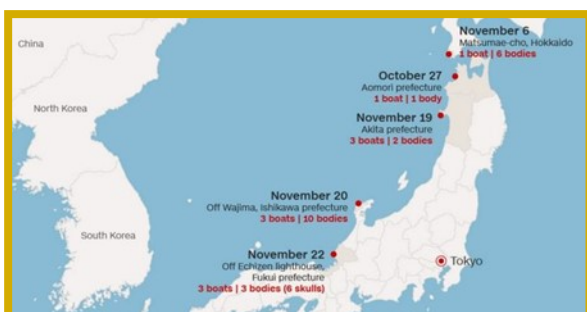 China
North Korea
South Korea
November 6
Matsumae-cho, Hokkaido
1 boat | 6 bodies
October 27
Aomori prefecture
1 boat | 1 body
November 19
Akita prefecture
3 boats | 2 bodies
November 20
Off Wajima, Ishikawa prefecture
3 boats | 10 bodies
November 22
Off Echizen lighthouse,
Fukui prefecture
3 boats | 3 bodies (6 skulls)
Tokyo